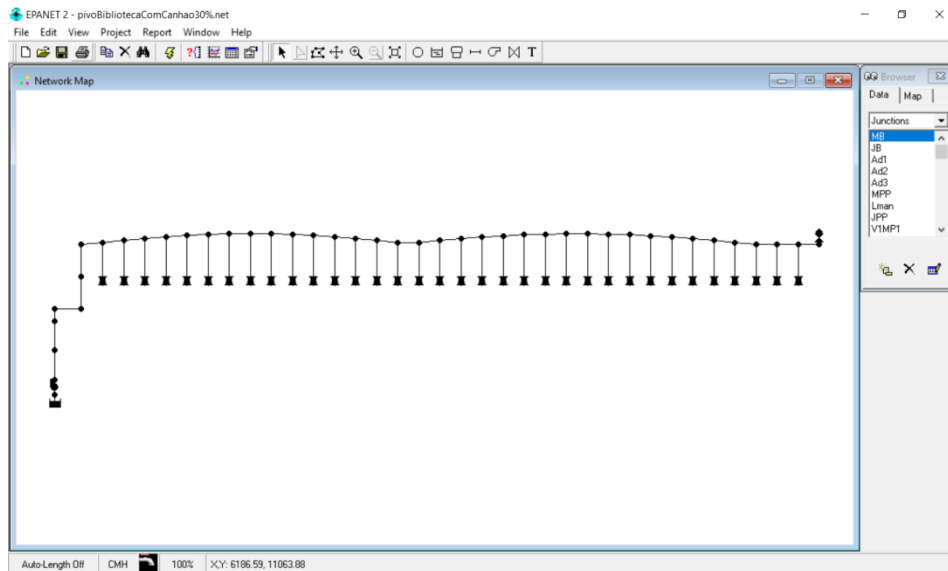 EPANET 2 - pivoBibliotecaComCanhao30%.net
File Edit View Project Report Window Help
T
Network Map
Browser
Data Map
Junctions
MB
JB
Ad1
Ad2
Ad3
MPP
Lman
JPP
V1MP1
Auto-Length Off CMH 100% X,Y: 6186.59, 11063.88